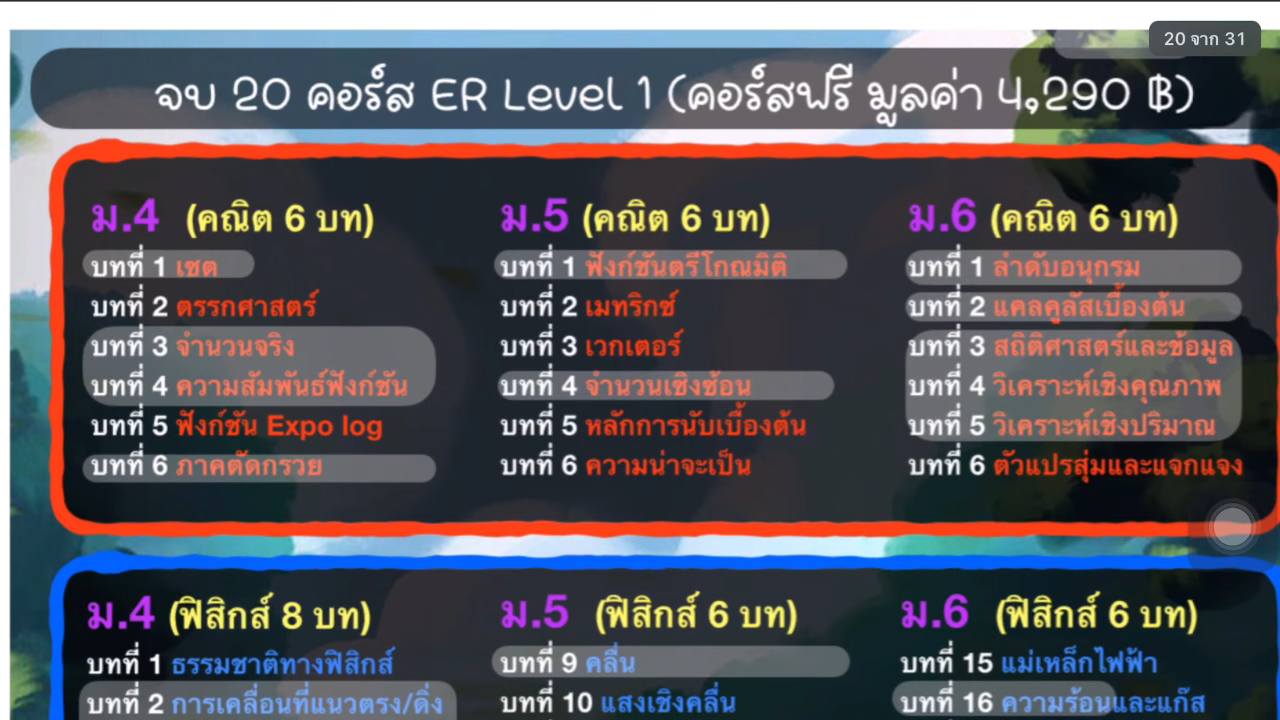 20 จาก 31
จบ 20 คอร์ส ER Level 1 (คอร์สฟรี มูลค่า 4,290 ฿)
ม.4 (คณิต 6 บท)
บทที่ 1 เซต
บทที่ 2 ตรรกศาสตร์
บทที่ 3 จำนวนจริง
บทที่ 4 ความสัมพันธ์ฟังก์ชัน
บทที่ 5 ฟังก์ชัน Expo log
บทที่ 6 ภาคตัดกรวย
ม.5 (คณิต 6 บท)
บทที่ 1 ฟังก์ชันตรีโกณมิติ
บทที่ 2 เมทริกซ์
บทที่ 3 เวกเตอร์
บทที่ 4 จำนวนเชิงซ้อน
บทที่ 5 หลักการนับเบื้องต้น
บทที่ 6 ความน่าจะเป็น
ม.6 (คณิต 6 บท)
บทที่ 1 ลำดับอนุกรม
บทที่ 2 แคลคูลัสเบื้องต้น
บทที่ 3 สถิติศาสตร์และข้อมูล
บทที่ 4 วิเคราะห์เชิงคุณภาพ
บทที่ 5 วิเคราะห์เชิงปริมาณ
บทที่ 6 ตัวแปรสุ่มและแจกแจง
ม.4 (ฟิสิกส์ 8 บท)
บทที่ 1 ธรรมชาติทางฟิสิกส์
บทที่ 2 การเคลื่อนที่แนวตรง/ดิ่ง
ม.5 (ฟิสิกส์ 6 บท)
บทที่ 9 คลื่น
บทที่ 10 แสงเชิงคลื่น
ม.6 (ฟิสิกส์ 6 บท)
บทที่ 15 แม่เหล็กไฟฟ้า
บทที่ 16 ความร้อนและแก๊ส